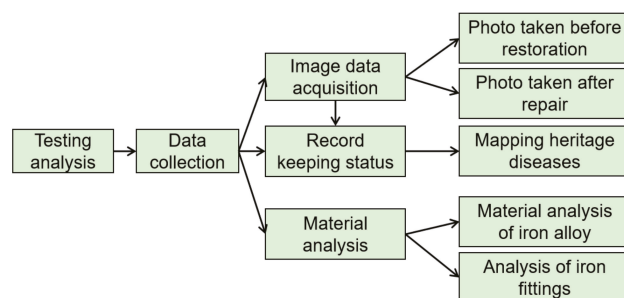 Testing
analysis
Data
collection
Image data
acquisition
Record
keeping status
Material
analysis
Photo taken before
restoration
Photo taken after
repair
Mapping heritage
diseases
Material analysis
of iron alloy
Analysis of iron
fittings